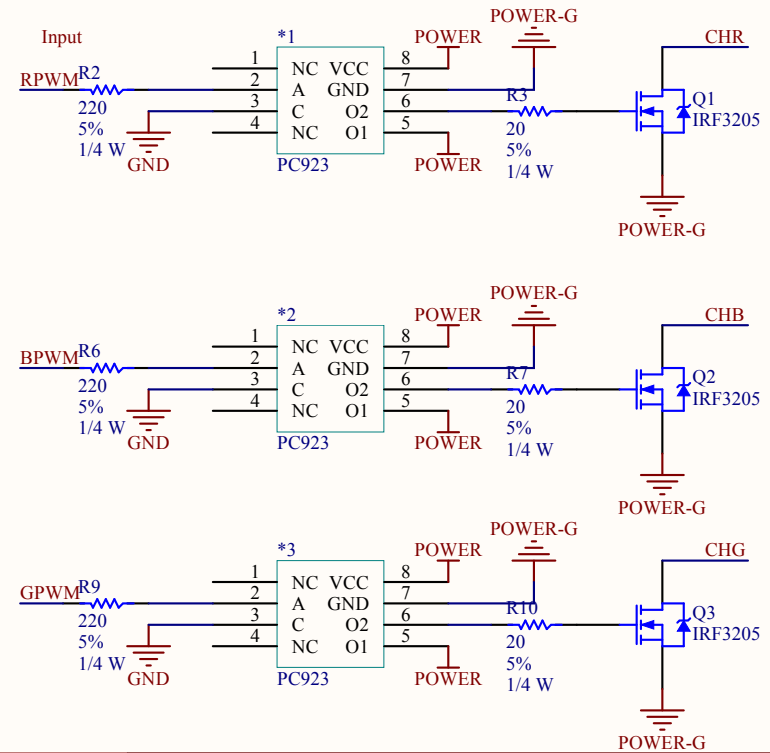 Input
*1
POWER
POWER-G
CHR
RPWM
R2
220
5%
1/4 W
GND
1
2
3
4
NC VCC
A GND
C O2
NC O1
8
7
6
5
PC923
POWER
R3
20
5%
1/4 W
Q1
IRF3205
POWER-G
*2
POWER
POWER-G
CHB
BPWM
R6
220
5%
1/4 W
GND
1
2
3
4
NC VCC
A GND
C O2
NC O1
8
7
6
5
PC923
POWER
R7
20
5%
1/4 W
Q2
IRF3205
POWER-G
*3
POWER
POWER-G
CHG
GPWM
R9
220
5%
1/4 W
GND
1
2
3
4
NC VCC
A GND
C O2
NC O1
8
7
6
5
PC923
POWER
R10
20
5%
1/4 W
Q3
IRF3205
POWER-G